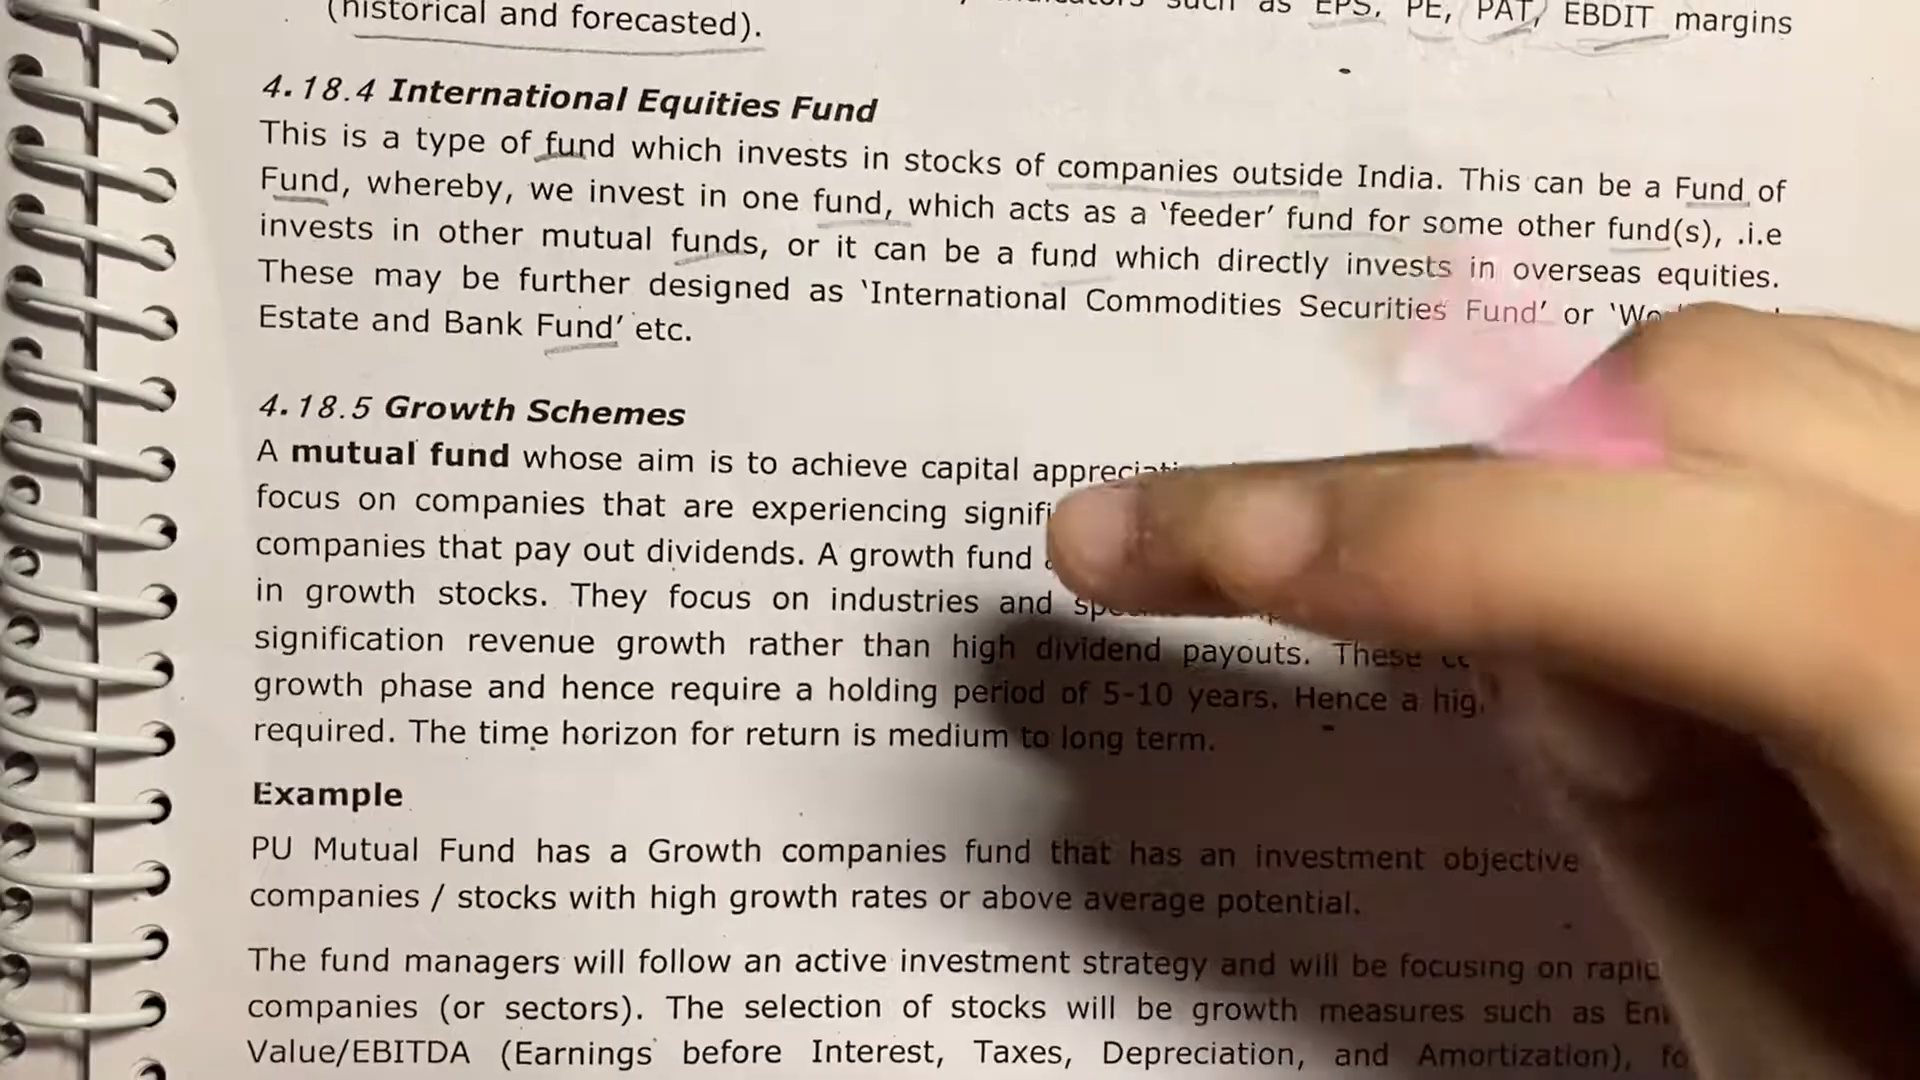 (historical and forecasted).
such as EPS, PE, PAT, EBDIT margins
4.18.4 International Equities Fund
This is a type of fund which invests in stocks of companies outside India. This can be a Fund of
Fund, whereby, we invest in one fund, which acts as a ‘feeder’ fund for some other fund(s), .i.e
invests in other mutual funds, or it can be a fund which directly invests in overseas equities.
These may be further designed as ‘International Commodities Securities Fund’ or
Estate and Bank Fund’ etc.
4.18.5 Growth Schemes
A mutual fund whose aim is to achieve capital
focus on companies that are experiencing
companies that pay out dividends. A growth fund
in growth stocks. They focus on industries and
signification revenue growth rather than high dividend payouts. These
growth phase and hence require a holding period of 5-10 years. Hence a
required. The time horizon for return is medium to long term.
Example
PU Mutual Fund has a Growth companies fund that has an investment objective
companies / stocks with high growth rates or above average potential.
The fund managers will follow an active investment strategy and will be focusing on
companies (or sectors). The selection of stocks will be growth measures such as
Value/EBITDA (Earnings before Interest, Taxes, Depreciation, and Amortization),